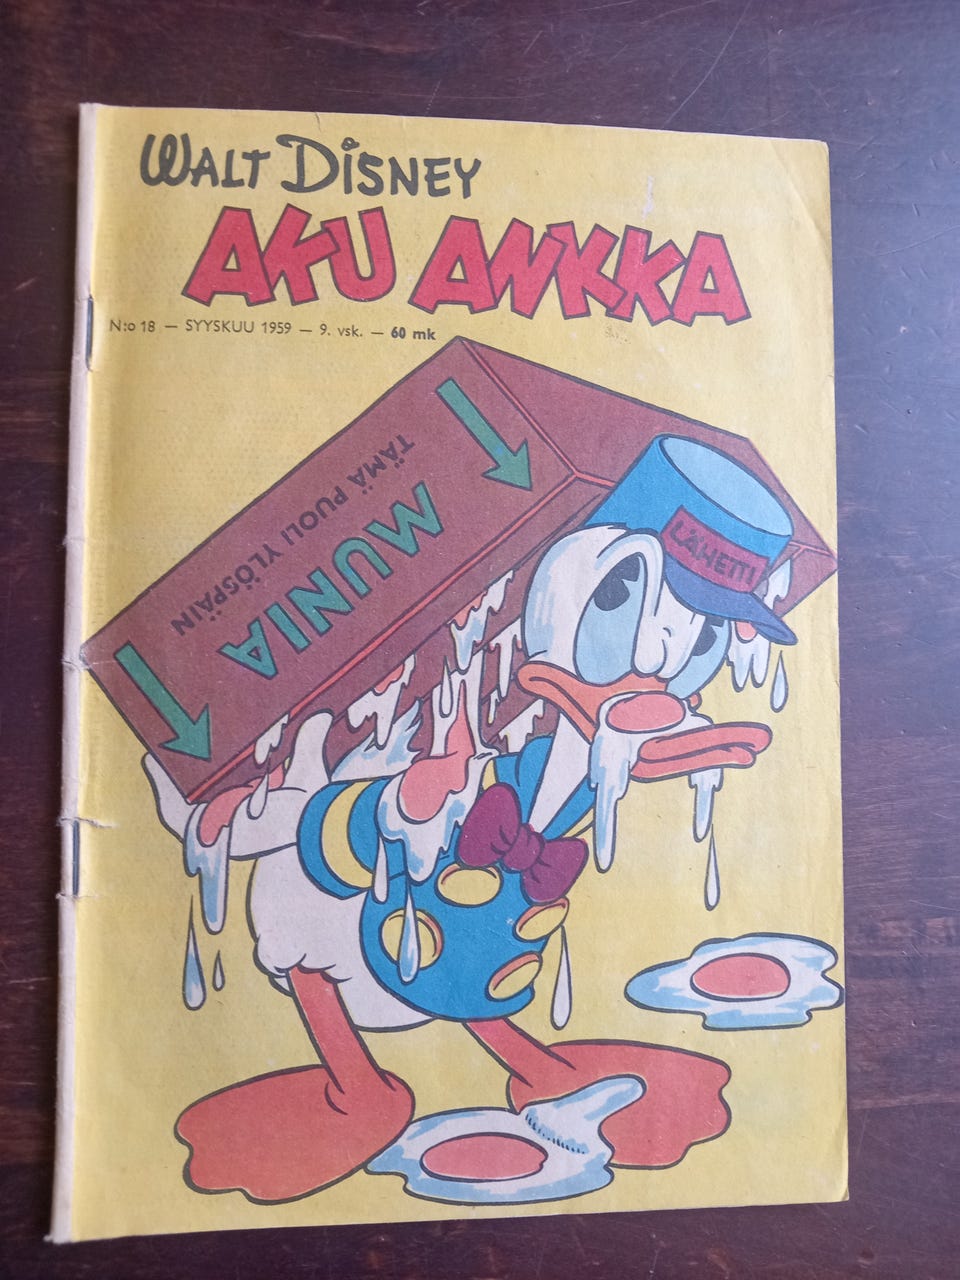 WALT DISNEY
AKU ANKKA
N:o 18 — SYYSKUU 1959 — 9. vsk. — 60 mk
TÄMÄ PUOLI YLÖSPÄIN
MUNIA
LÄHETTI